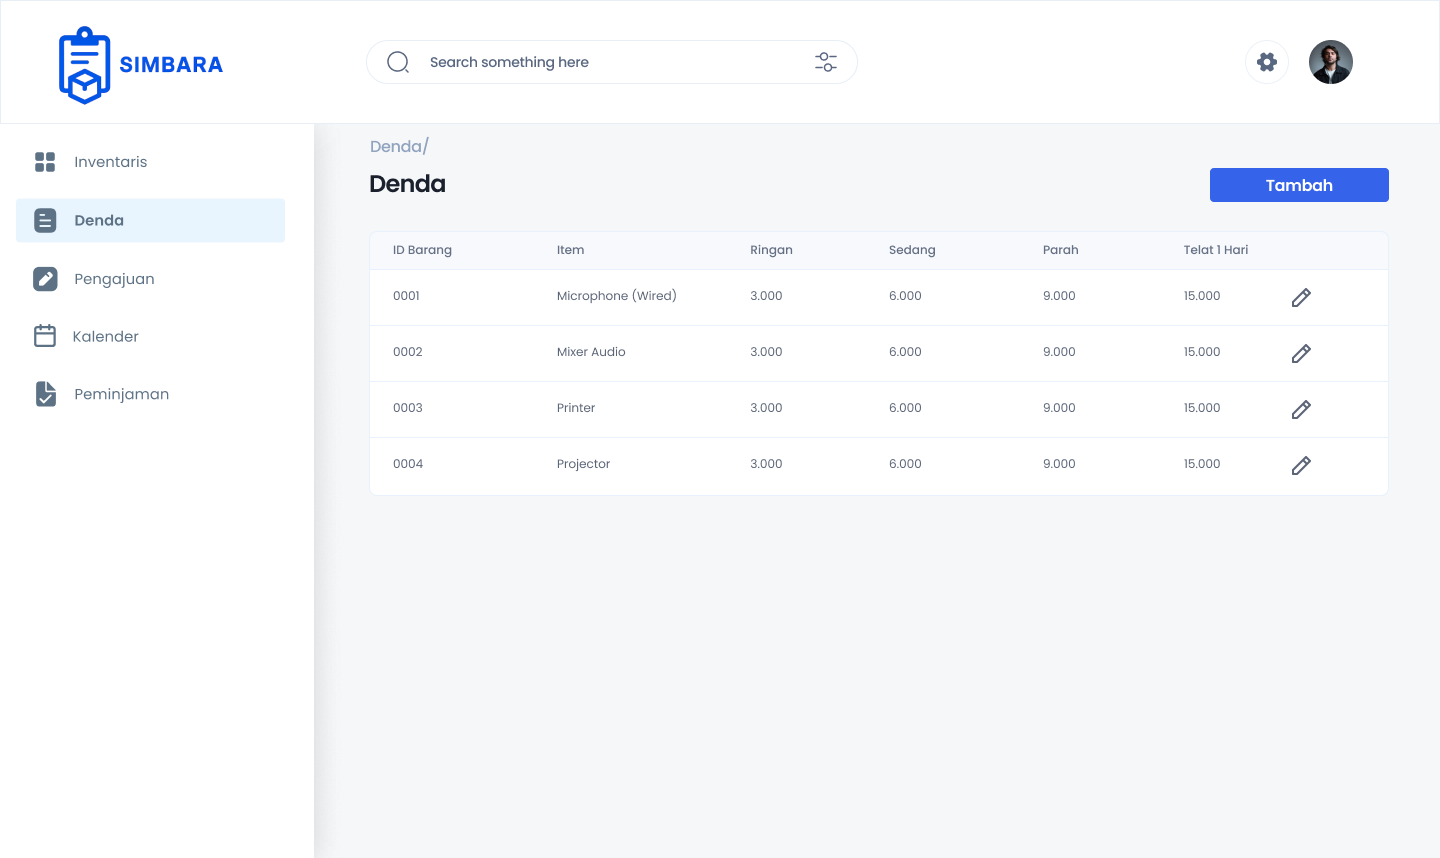 SIMBARA
Search something here
Inventaris
Denda
Pengajuan
Kalender
Peminjaman
Denda/
Denda
Tambah
ID Barang Item Ringan Sedang Parah Telat 1 Hari
0001 Microphone (Wired) 3.000 6.000 9.000 15.000
0002 Mixer Audio 3.000 6.000 9.000 15.000
0003 Printer 3.000 6.000 9.000 15.000
0004 Projector 3.000 6.000 9.000 15.000